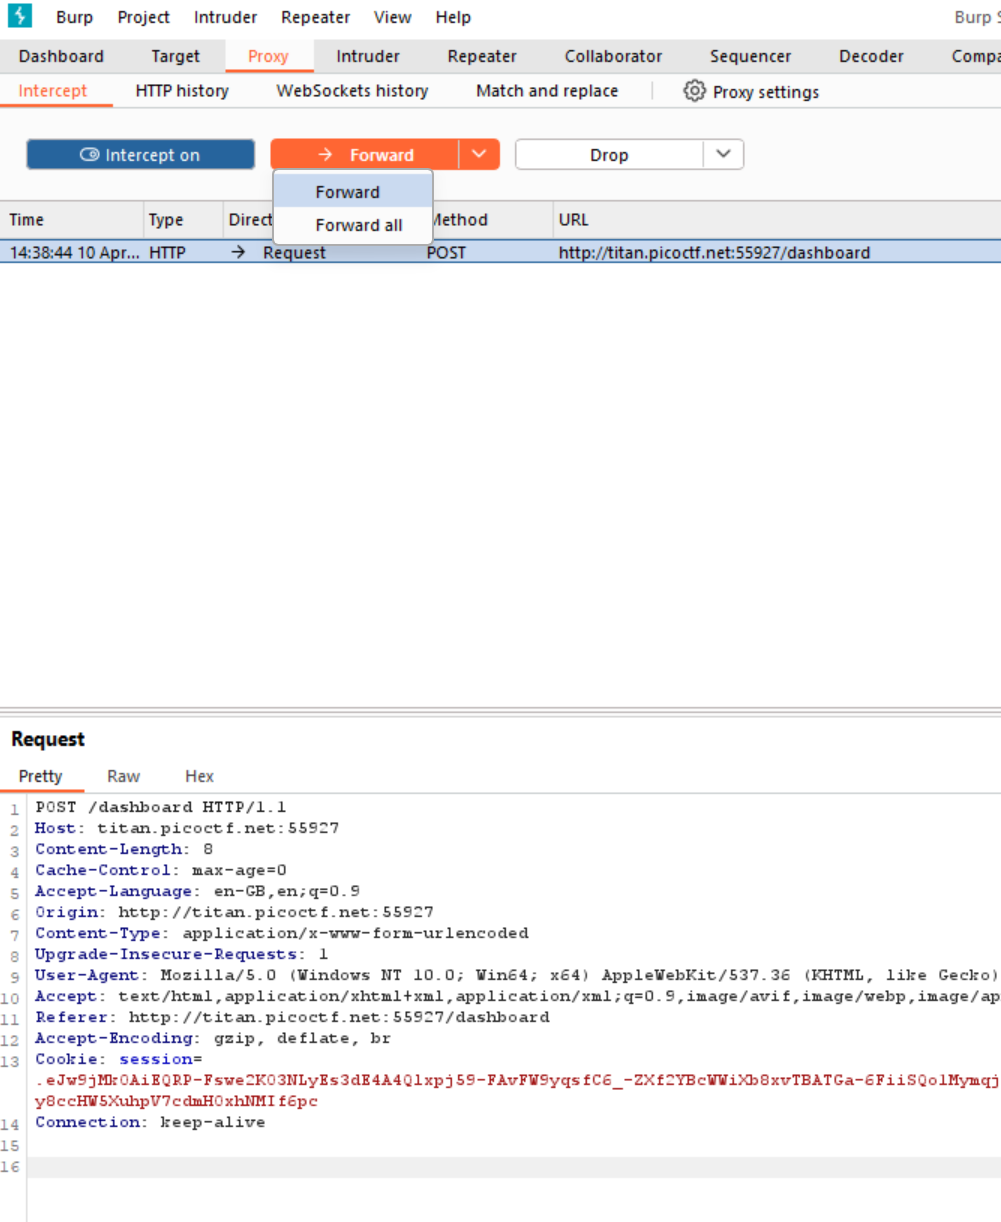 Burp Project Intruder Repeater View Help Burp S
Dashboard Target Proxy Intruder Repeater Collaborator Sequencer Decoder Compa
Intercept HTTP history WebSockets history Match and replace Proxy settings
Intercept on → Forward Drop
Forward
Forward all
Time Type Direct Method URL
14:38:44 10 Apr... HTTP → Request POST http://titan.picoctf.net:55927/dashboard
Request
Pretty Raw Hex
1 POST /dashboard HTTP/1.1
2 Host: titan.picoctf.net:55927
3 Content-Length: 8
4 Cache-Control: max-age=0
5 Accept-Language: en-GB,en;q=0.9
6 Origin: http://titan.picoctf.net:55927
7 Content-Type: application/x-www-form-urlencoded
8 Upgrade-Insecure-Requests: 1
9 User-Agent: Mozilla/5.0 (Windows NT 10.0; Win64; x64) AppleWebKit/537.36 (KHTML, like Gecko)
10 Accept: text/html,application/xhtml+xml,application/xml;q=0.9,image/avif,image/webp,image/ap
11 Referer: http://titan.picoctf.net:55927/dashboard
12 Accept-Encoding: gzip, deflate, br
13 Cookie: session=
.eJw9jMkOAiEQRP-Fswe2K03NLyEs3dE4A4Qlxpj59-FAvFW9yqsfC6_-ZXf2YBcWWiXb8xvTBATGa-6FiiSQolMymqj
y8ccHW5XuhpV7cdmH0xhNMIf6pc
14 Connection: keep-alive
15
16